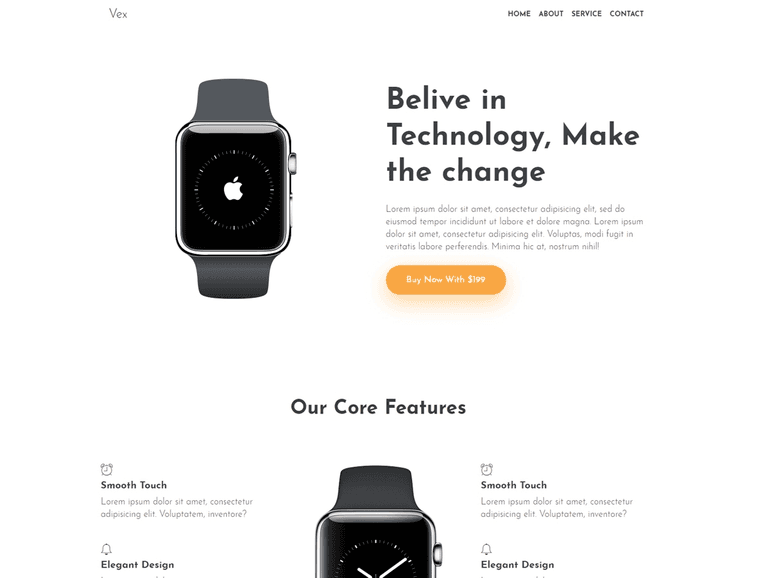 Vex
HOME ABOUT SERVICE CONTACT
Belive in
Technology, Make
the change
Lorem ipsum dolor sit amet, consectetur adipisicing elit, sed do
eiusmod tempor incididunt ut labore et dolore magna. Lorem ipsum
dolor sit amet, consectetur adipisicing elit. Voluptas, modi fugit in
veritatis labore perferendis. Minima hic at, nostrum nihil!
Buy Now With $199
Our Core Features
Smooth Touch
Lorem ipsum dolor sit amet, consectetur
adipisicing elit. Voluptatem, inventore?
Elegant Design
Smooth Touch
Lorem ipsum dolor sit amet, consectetur
adipisicing elit. Voluptatem, inventore?
Elegant Design